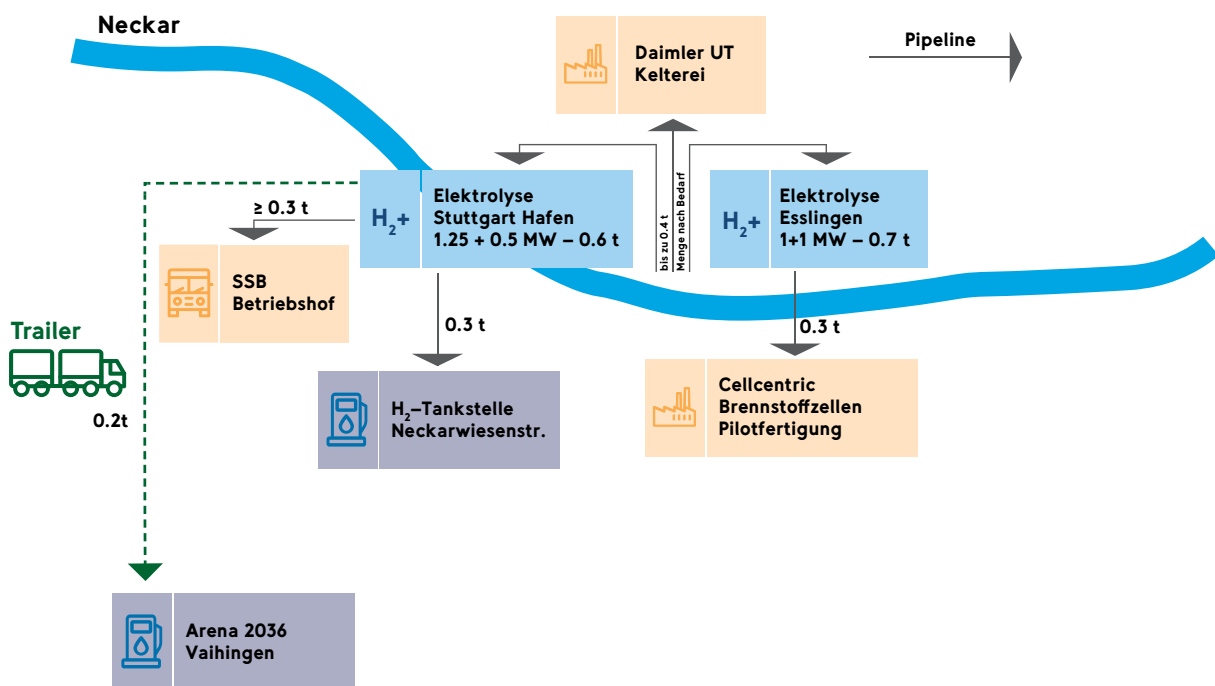 Neckar
Daimler UT
Kelterei
Pipeline
H₂+
Elektrolyse
Stuttgart Hafen
1.25 + 0.5 MW – 0.6 t
bis zu 0.4 t
Menge nach Bedarf
H₂+
Elektrolyse
Esslingen
1+1 MW – 0.7 t
≥ 0.3 t
SSB
Betriebshof
Trailer
0.2t
0.3 t
0.3 t
H₂–Tankstelle
Neckarwiesenstr.
Cellcentric
Brennstoffzellen
Pilotfertigung
Arena 2036
Vaihingen